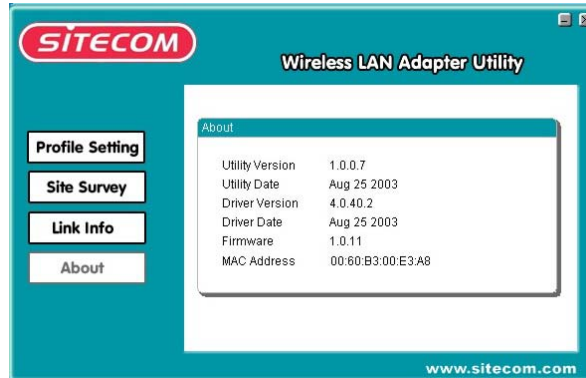 SITECOM
Wireless LAN Adapter Utility
Profile Setting
Site Survey
Link Info
About
About
Utility Version 1.0.0.7
Utility Date Aug 25 2003
Driver Version 4.0.40.2
Driver Date Aug 25 2003
Firmware 1.0.11
MAC Address 00:60:B3:00:E3:A8
www.sitecom.com